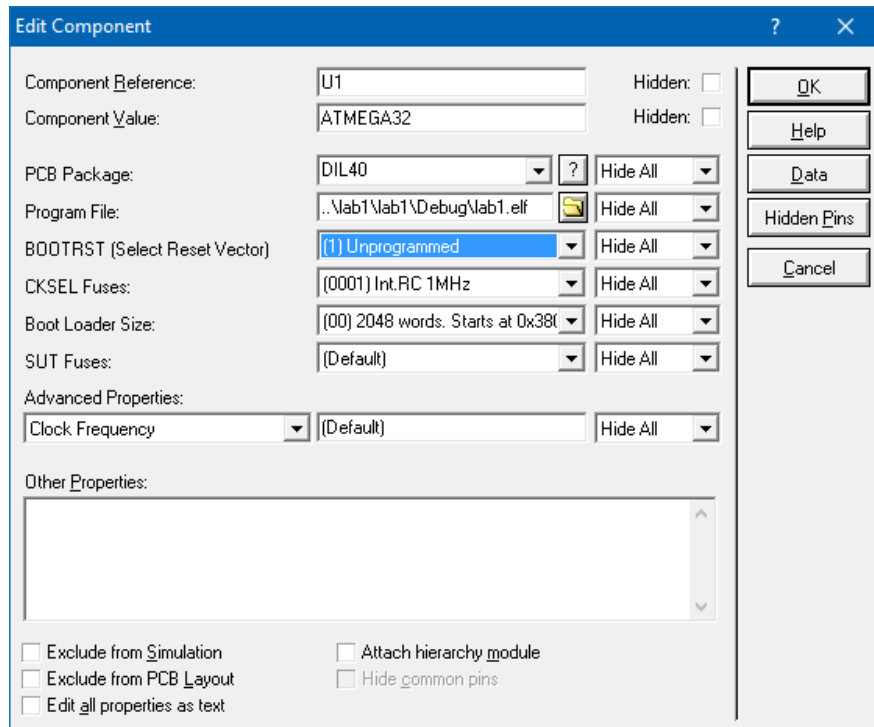 Edit Component ? ×
Component Reference: U1 Hidden:
Component Value: ATMEGA32 Hidden:
PCB Package: DIL40 ? Hide All
Program File: ..\lab1\lab1\Debug\lab1.elf Hide All
BOOTRST (Select Reset Vector) (1) Unprogrammed Hide All
CKSEL Fuses: (0001) Int.RC 1MHz Hide All
Boot Loader Size: (00) 2048 words. Starts at 0x380 Hide All
SUT Fuses: (Default) Hide All
Advanced Properties:
Clock Frequency (Default) Hide All
Other Properties:
Exclude from Simulation Attach hierarchy module
Exclude from PCB Layout Hide common pins
Edit all properties as text
OK
Help
Data
Hidden Pins
Cancel